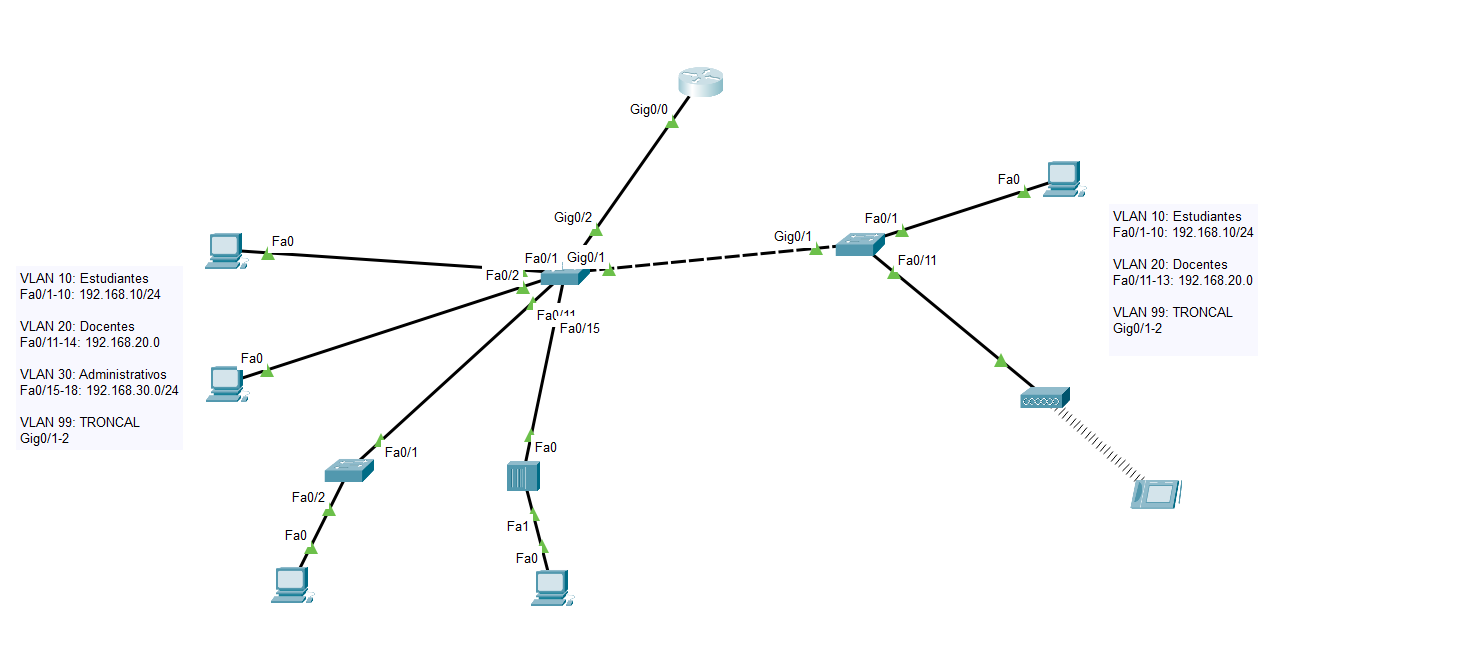 Gig0/0
Fa0
Gig0/2
Fa0/1
Gig0/1
VLAN 10: Estudiantes
Fa0/1-10: 192.168.10/24
VLAN 20: Docentes
Fa0/11-13: 192.168.20.0
VLAN 99: TRONCAL
Gig0/1-2
Fa0
Fa0/1
Gig0/1
Fa0/2
Fa0/11
Fa0/11
Fa0/15
VLAN 10: Estudiantes
Fa0/1-10: 192.168.10/24
VLAN 20: Docentes
Fa0/11-14: 192.168.20.0
VLAN 30: Administrativos
Fa0/15-18: 192.168.30.0/24
VLAN 99: TRONCAL
Gig0/1-2
Fa0
Fa0/1
Fa0
Fa0/2
Fa1
Fa0
Fa0